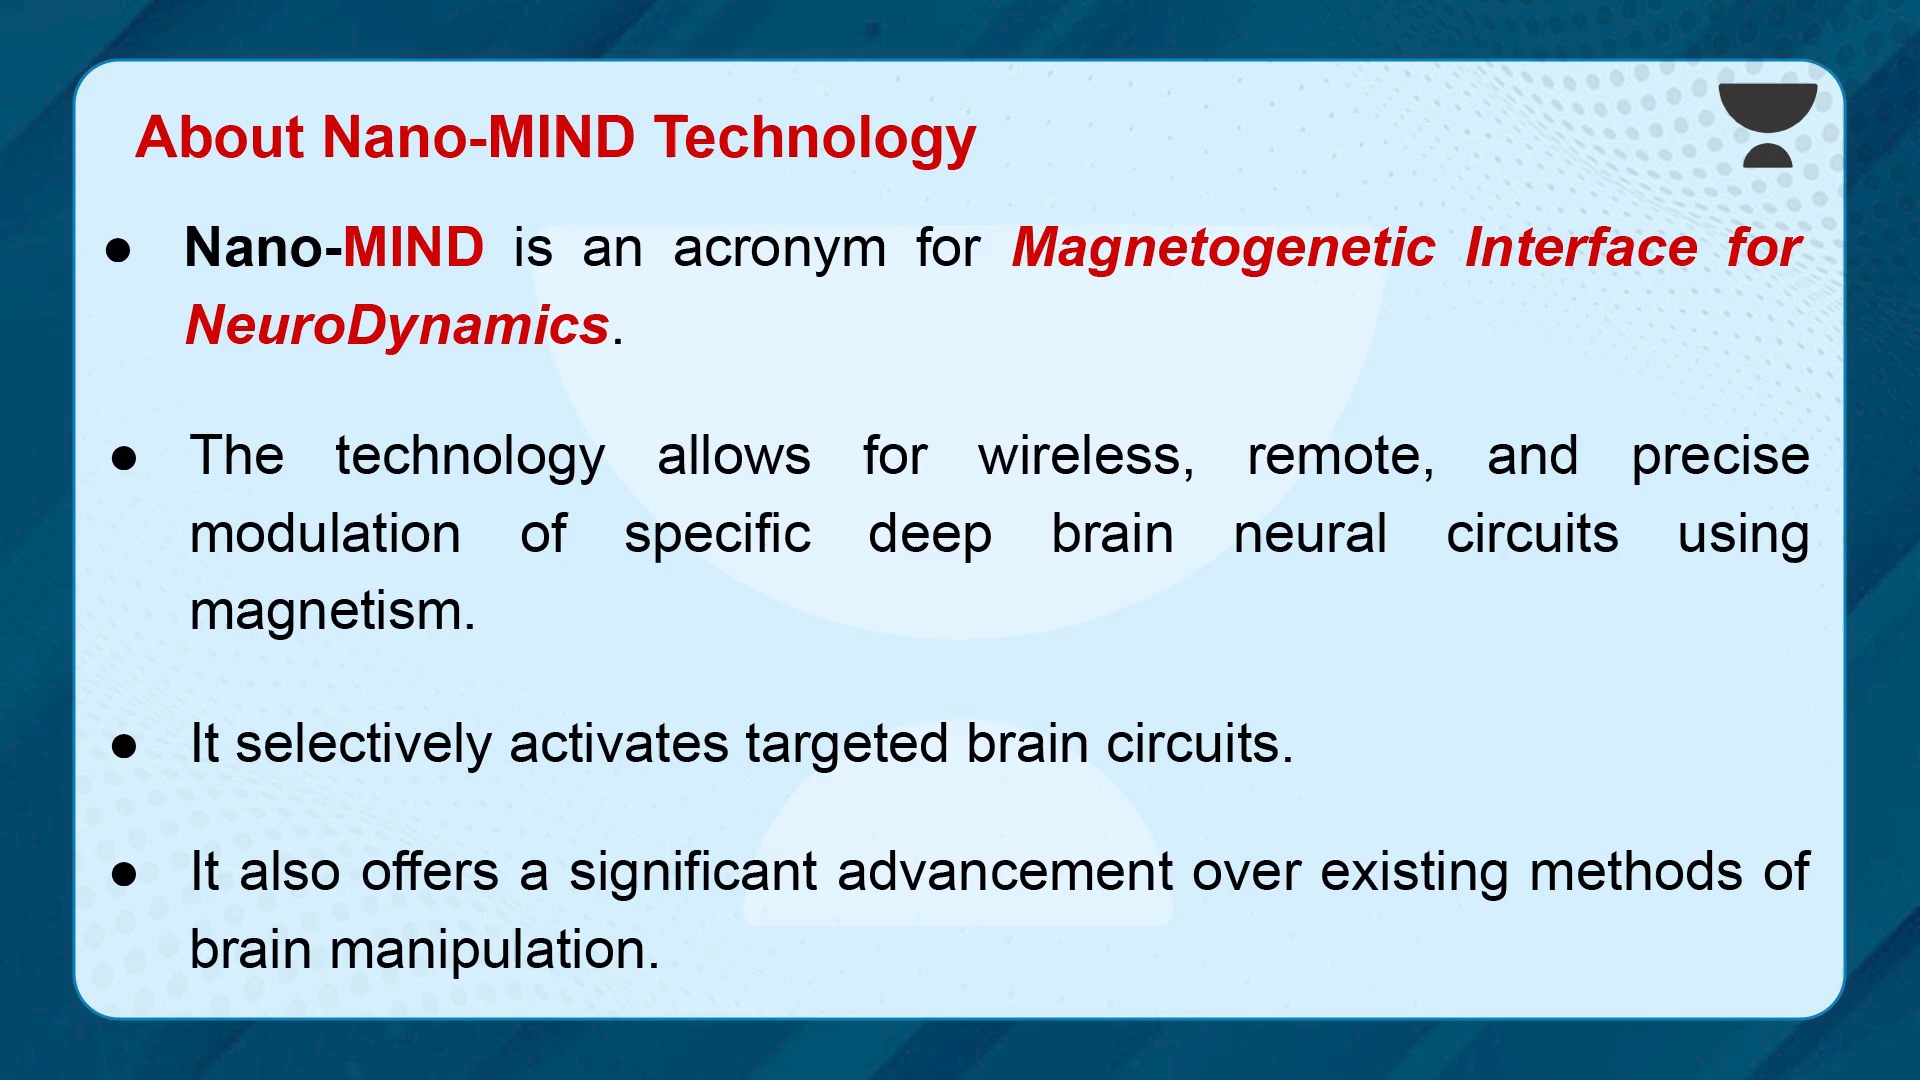 About Nano-MIND Technology
● Nano-MIND is an acronym for Magnetogenetic Interface for
NeuroDynamics.
● The technology allows for wireless, remote, and precise
modulation of specific deep brain neural circuits using
magnetism.
● It selectively activates targeted brain circuits.
● It also offers a significant advancement over existing methods of
brain manipulation.